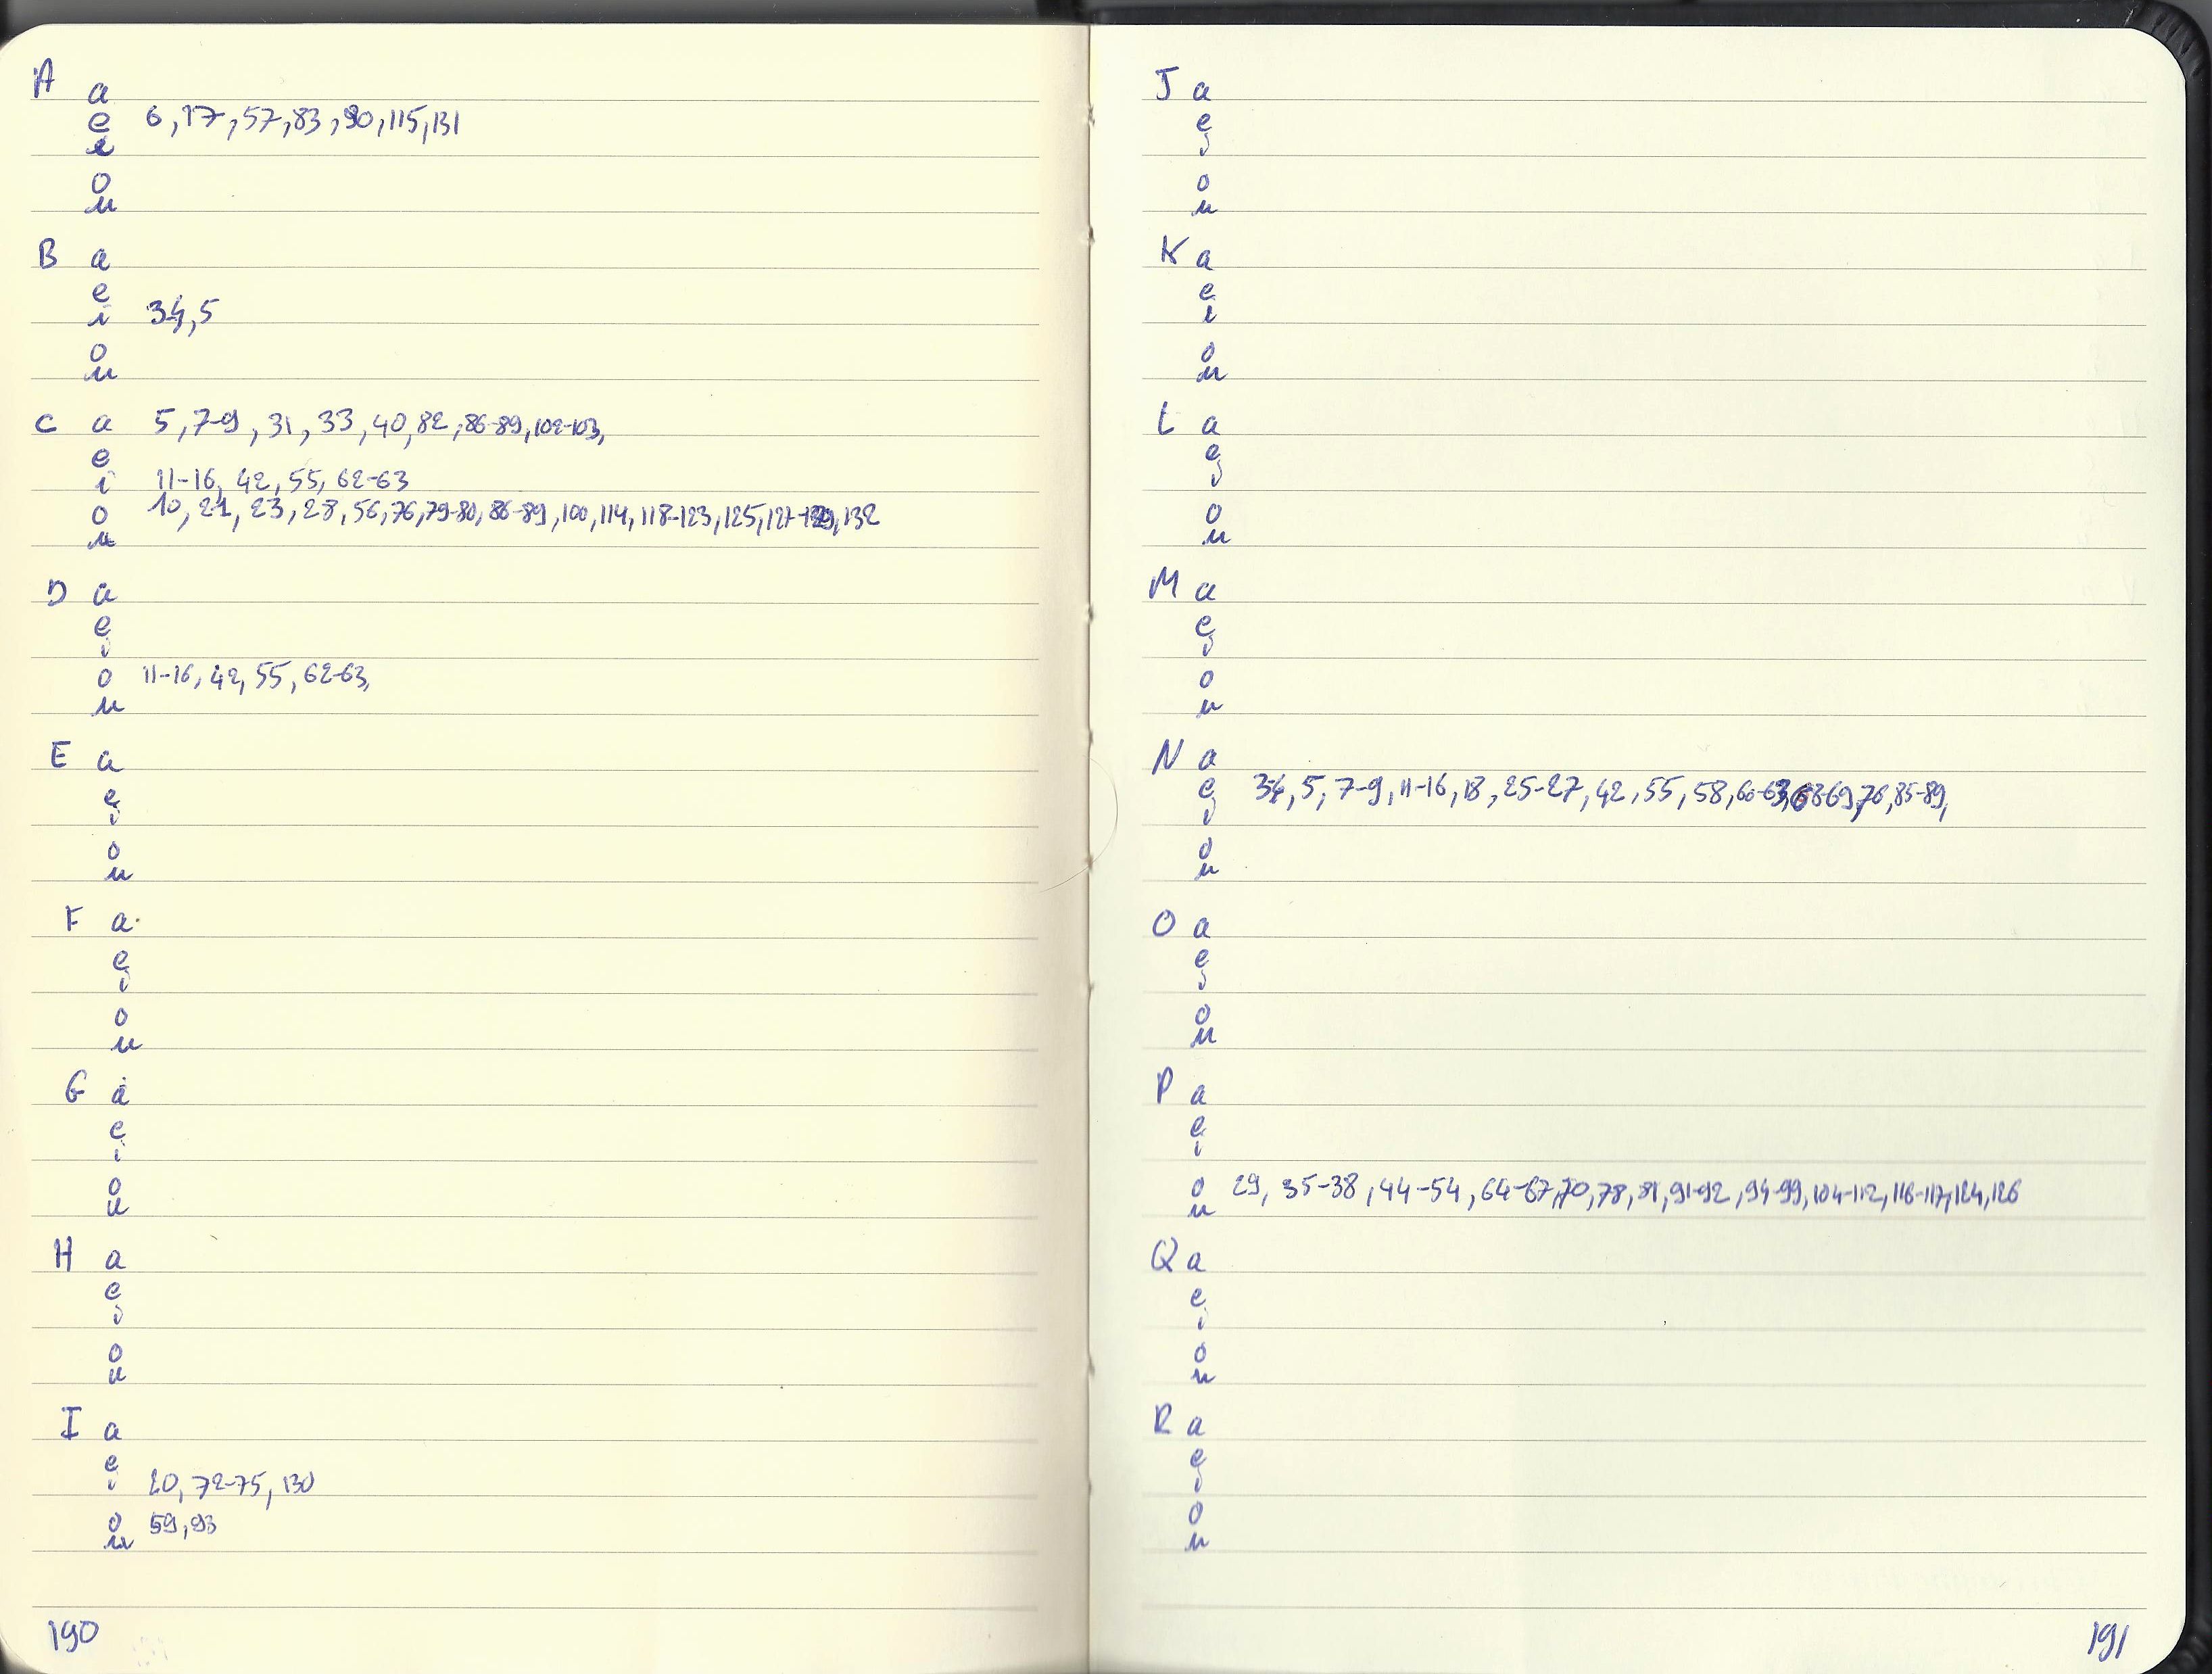 A a
e 6, 17, 57, 83, 90, 115, 131
i
o
u
B a
e
i 3-4, 5
o
u
C a 5, 7-9, 31, 33, 40, 82, 86-89, 102-103,
e
i 11-16, 42, 55, 62-63
o 10, 21, 23, 28, 56, 76, 79-80, 86-89, 100, 114, 118-123, 125, 127-129, 132
u
D a
e
i
o 11-16, 42, 55, 62-63,
u
E a
e
i
o
u
F a
e
i
o
u
G a
e
i
o
u
H a
e
i
o
u
I a
e
i 20, 72-75, 130
o 59, 93
u
190
J a
e
i
o
u
K a
e
i
o
u
L a
e
i
o
u
M a
e
i
o
u
N a
e 3-4, 5, 7-9, 11-16, 18, 25-27, 42, 55, 58, 60-63, 68-69, 76, 85-89,
i
o
u
O a
e
i
o
u
P a
e
i
o 29, 35-38, 44-54, 64-67, 70, 78, 81, 91-92, 94-99, 104-112, 116-117, 124, 126
u
Q a
e
i
o
u
R a
e
i
o
u
191